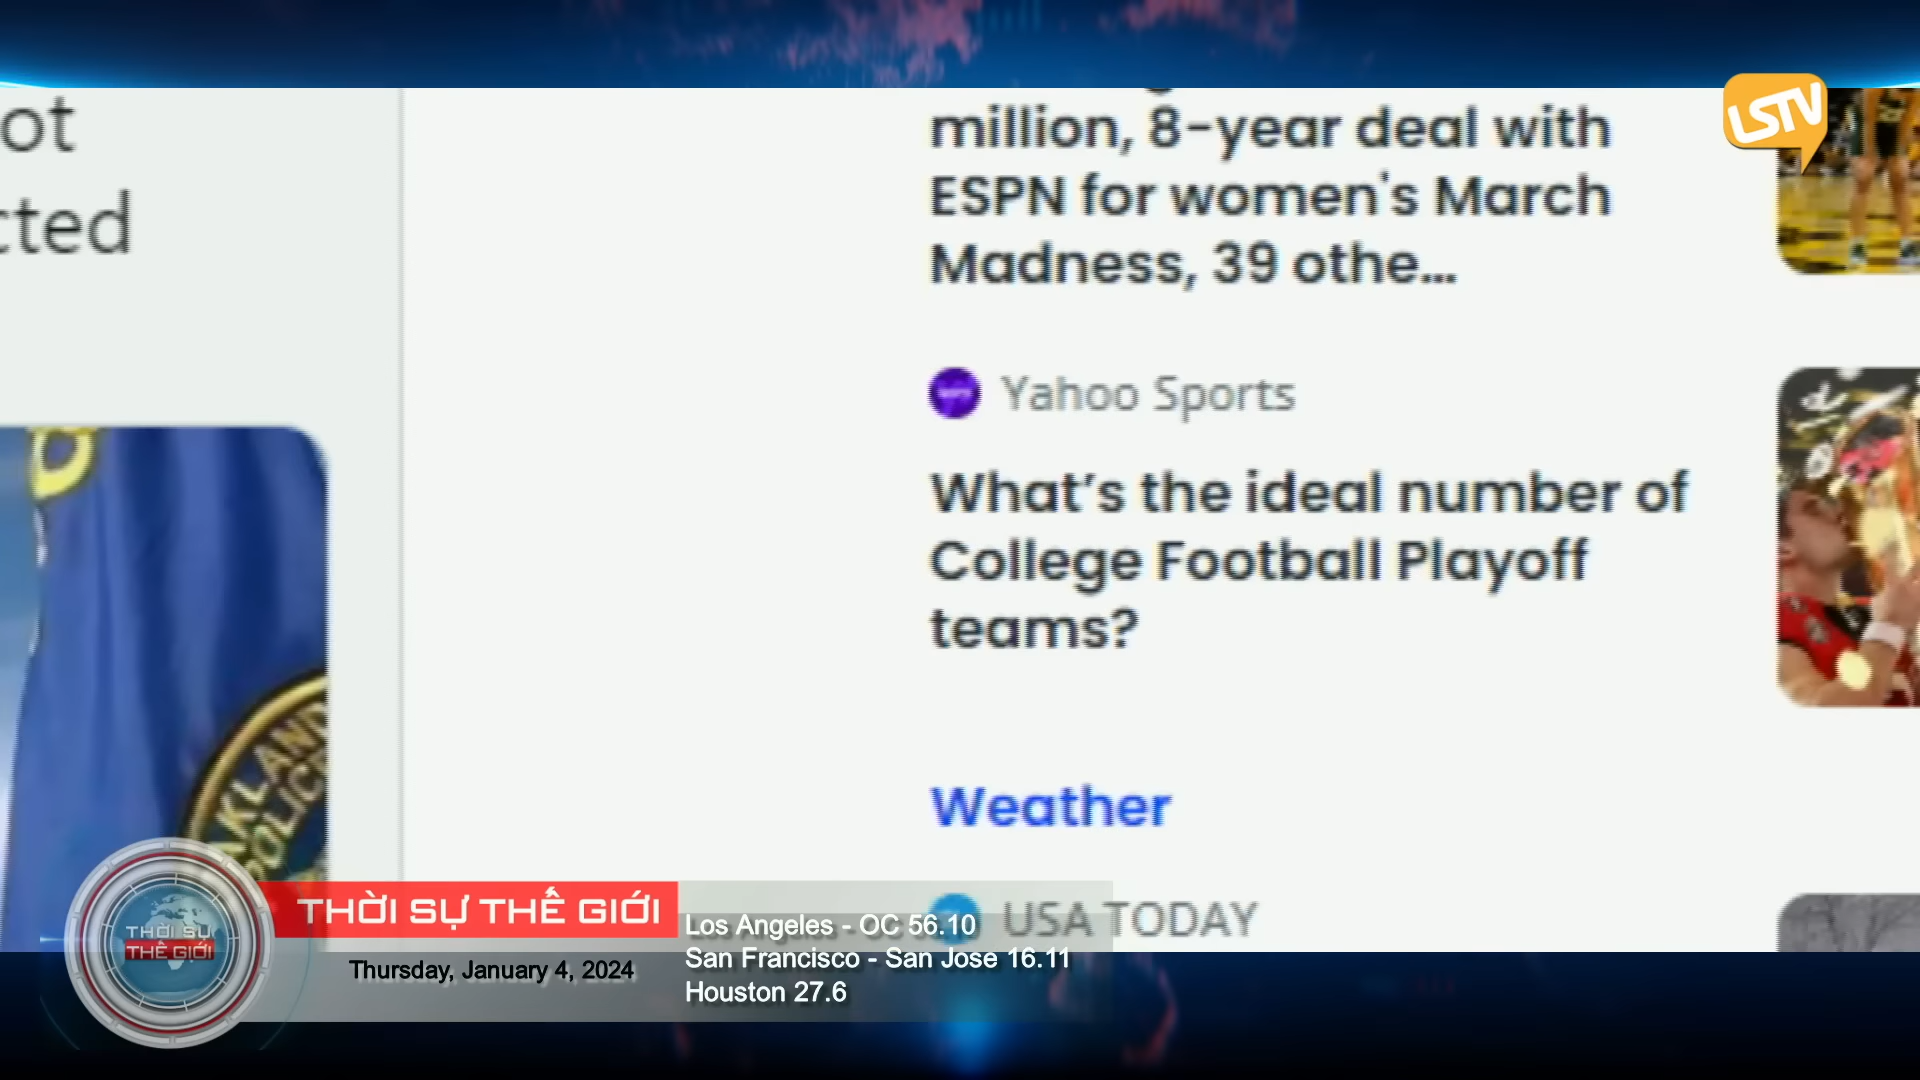 ot
cted
million, 8-year deal with
ESPN for women's March
Madness, 39 othe...
LSTV
Yahoo Sports
What's the ideal number of
College Football Playoff
teams?
Weather
USA TODAY
KLAND
POLICE
THỜI SỰ
THẾ GIỚI
THỜI SỰ THẾ GIỚI
Thursday, January 4, 2024
Los Angeles - OC 56.10
San Francisco - San Jose 16.11
Houston 27.6